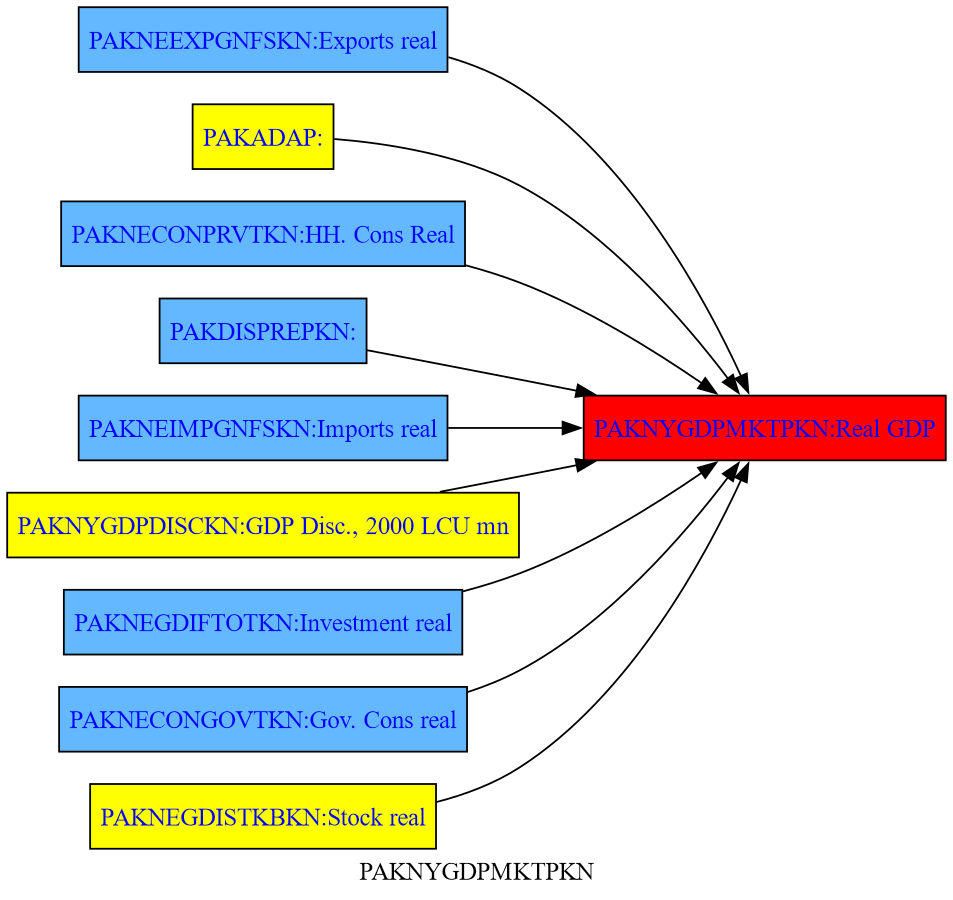 PAKNEEXPGNFSKN:Exports real
PAKADAP:
PAKNECONPRVTKN:HH. Cons Real
PAKDISPREPKN:
PAKNEIMPGNFSKN:Imports real
PAKNYGDPMKTPKN:Real GDP
PAKNYGDPDISCKN:GDP Disc., 2000 LCU mn
PAKNEGDIFTOTKN:Investment real
PAKNECONGOVTKN:Gov. Cons real
PAKNEGDISTKBKN:Stock real
PAKNYGDPMKTPKN